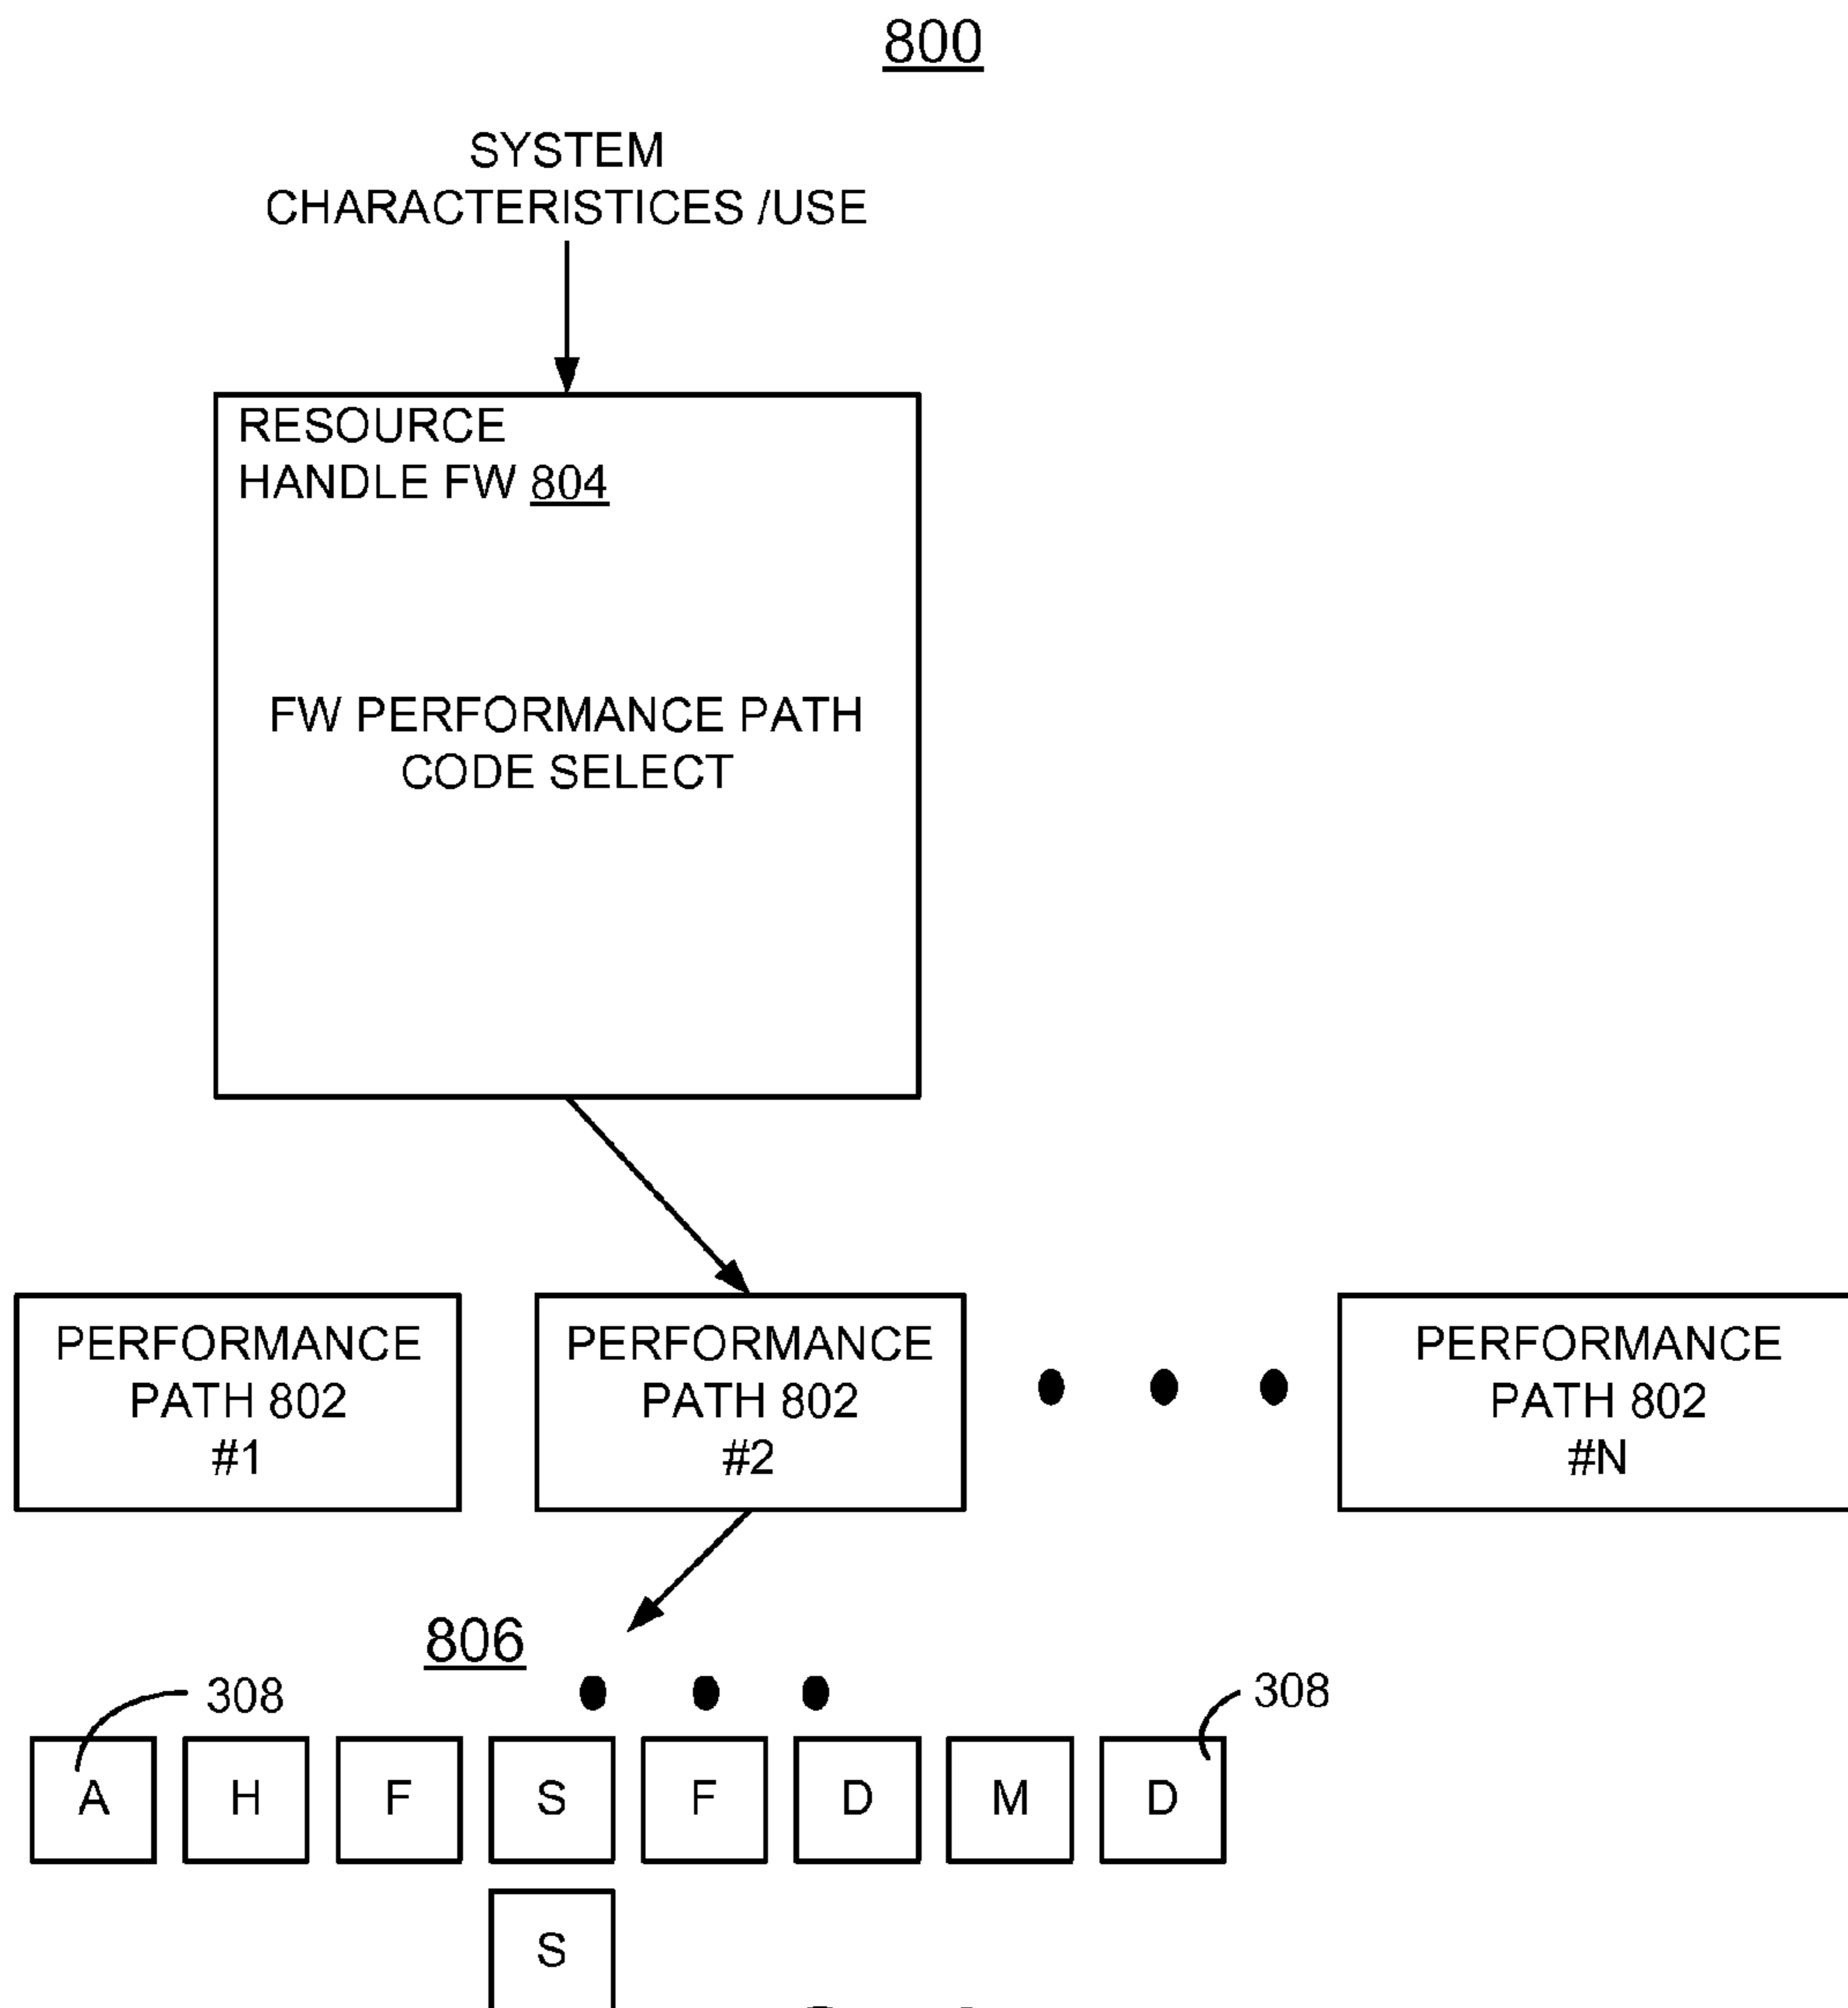 800
SYSTEM
CHARACTERISTICES /USE
RESOURCE
HANDLE FW 804
FW PERFORMANCE PATH
CODE SELECT
PERFORMANCE
PATH 802
#1
PERFORMANCE
PATH 802
#2
PERFORMANCE
PATH 802
#N
806
308
308
A H F S F D M D
S